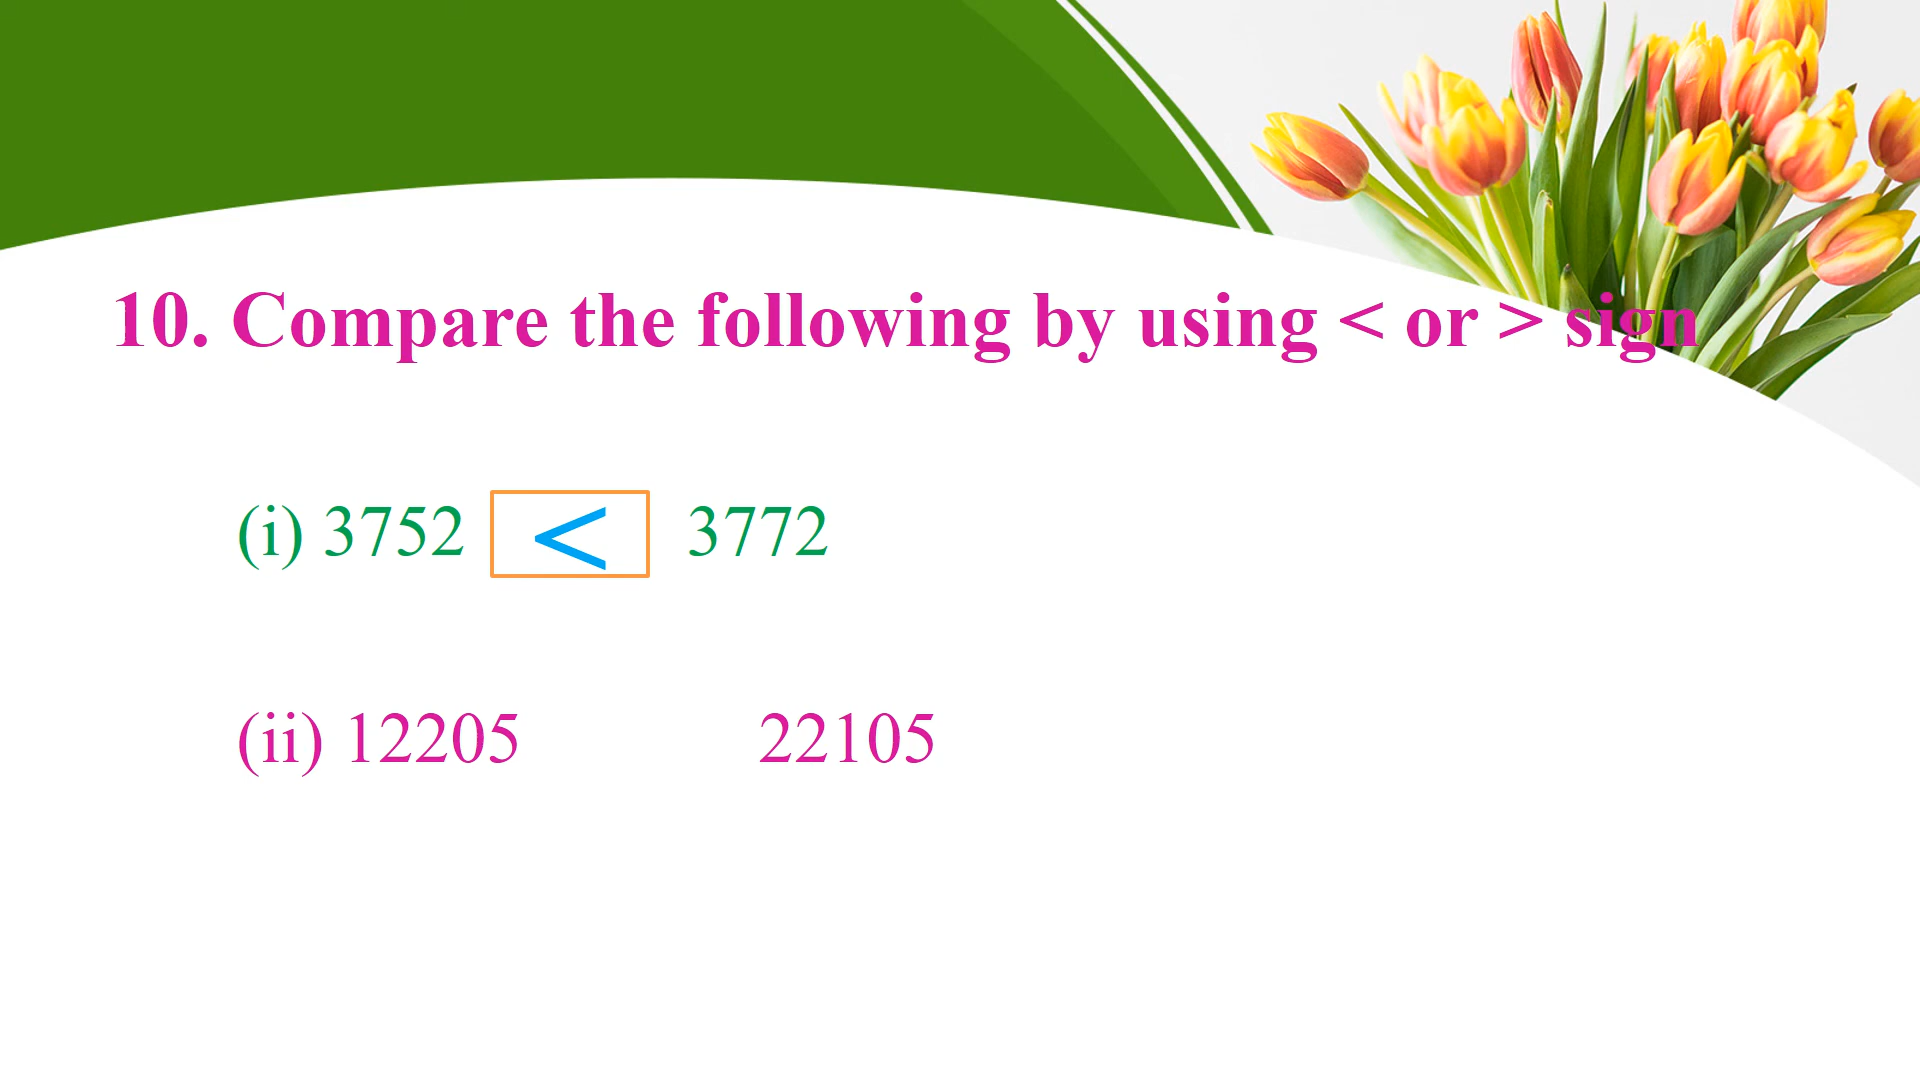 10. Compare the following by using < or > sign
(i) 3752 < 3772
(ii) 12205 22105